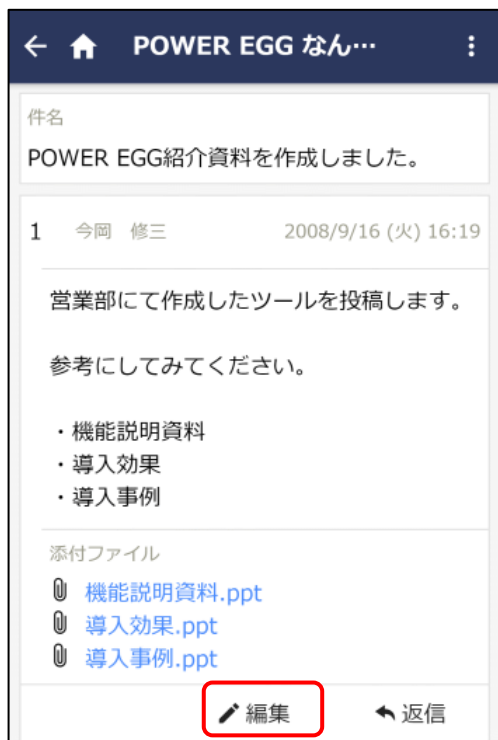 POWER EGG なん…
件名
POWER EGG紹介資料を作成しました。
1 今岡 修三 2008/9/16 (火) 16:19
営業部にて作成したツールを投稿します。
参考にしてみてください。
・機能説明資料
・導入効果
・導入事例
添付ファイル
機能説明資料.ppt
導入効果.ppt
導入事例.ppt
編集 返信